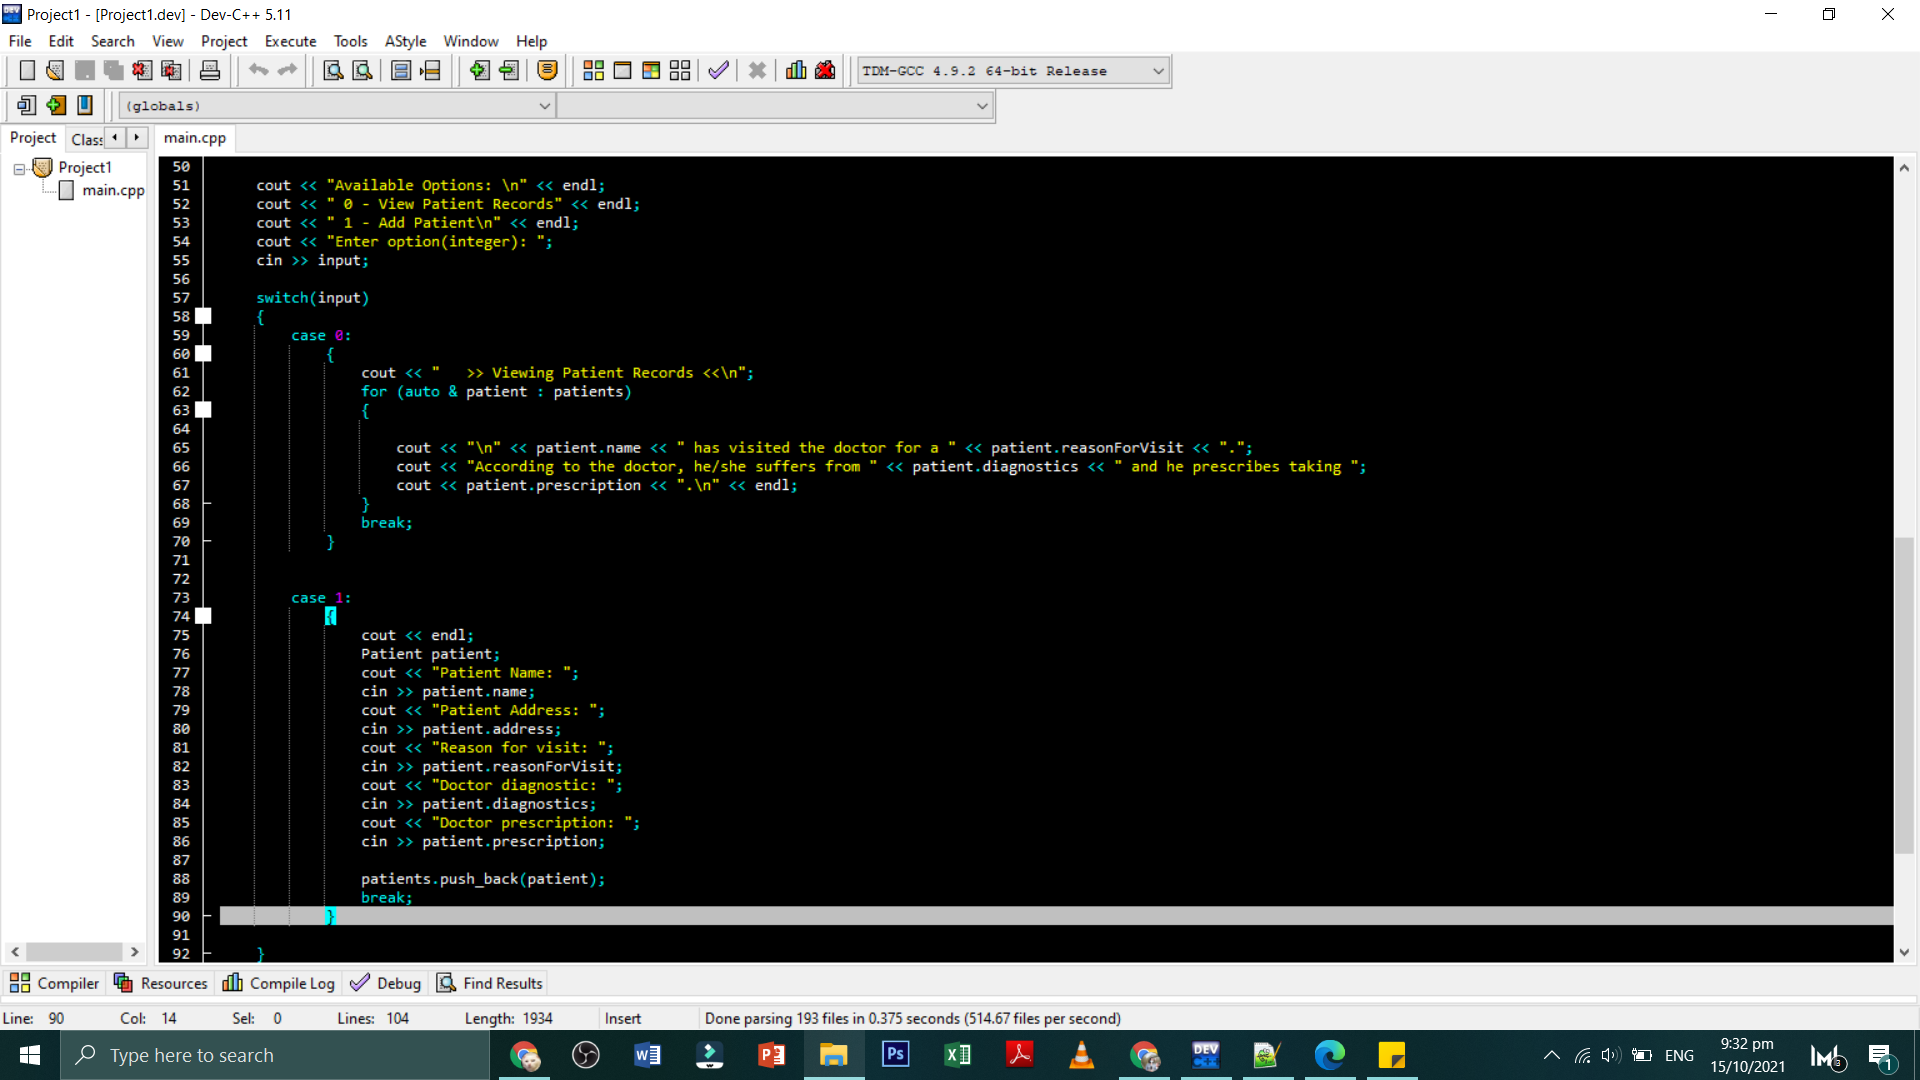 Project1 - [Project1.dev] - Dev-C++ 5.11
File Edit Search View Project Execute Tools AStyle Window Help
TDM-GCC 4.9.2 64-bit Release
(globals)
Project Class main.cpp
Project1
main.cpp
50
51 cout << "Available Options: \n" << endl;
52 cout << " 0 - View Patient Records" << endl;
53 cout << " 1 - Add Patient\n" << endl;
54 cout << "Enter option(integer): ";
55 cin >> input;
56
57 switch(input)
58 {
59 case 0:
60 {
61 cout << "   >> Viewing Patient Records <<\n";
62 for (auto & patient : patients)
63 {
64
65 cout << "\n" << patient.name << " has visited the doctor for a " << patient.reasonForVisit << ".";
66 cout << "According to the doctor, he/she suffers from " << patient.diagnostics << " and he prescribes taking ";
67 cout << patient.prescription << ".\n" << endl;
68 }
69 break;
70 }
71
72
73 case 1:
74 {
75 cout << endl;
76 Patient patient;
77 cout << "Patient Name: ";
78 cin >> patient.name;
79 cout << "Patient Address: ";
80 cin >> patient.address;
81 cout << "Reason for visit: ";
82 cin >> patient.reasonForVisit;
83 cout << "Doctor diagnostic: ";
84 cin >> patient.diagnostics;
85 cout << "Doctor prescription: ";
86 cin >> patient.prescription;
87
88 patients.push_back(patient);
89 break;
90 }
91
92 }
Compiler Resources Compile Log Debug Find Results
Line: 90 Col: 14 Sel: 0 Lines: 104 Length: 1934 Insert Done parsing 193 files in 0.375 seconds (514.67 files per second)
Type here to search
ENG
9:32 pm
15/10/2021
3
1